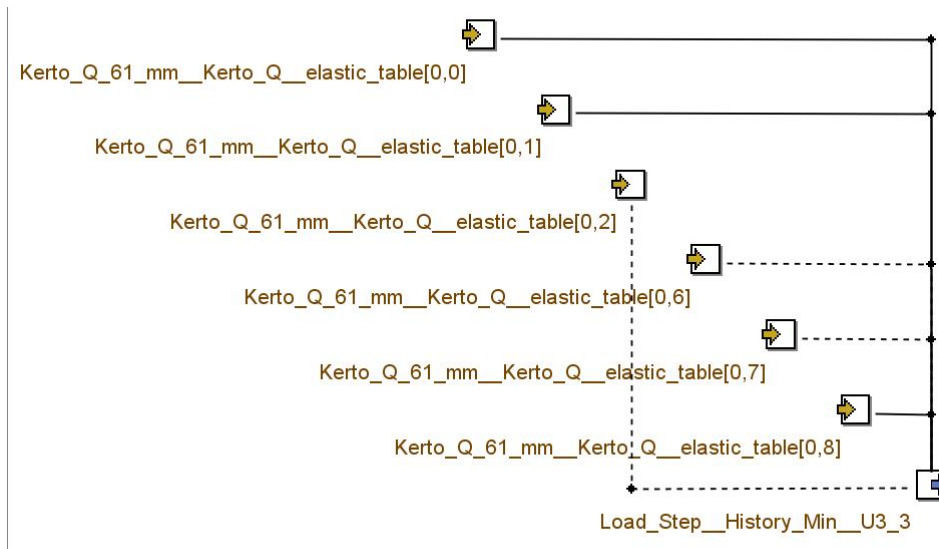 Kerto_Q_61_mm__Kerto_Q__elastic_table[0,0]
Kerto_Q_61_mm__Kerto_Q__elastic_table[0,1]
Kerto_Q_61_mm__Kerto_Q__elastic_table[0,2]
Kerto_Q_61_mm__Kerto_Q__elastic_table[0,6]
Kerto_Q_61_mm__Kerto_Q__elastic_table[0,7]
Kerto_Q_61_mm__Kerto_Q__elastic_table[0,8]
Load_Step__History_Min__U3_3